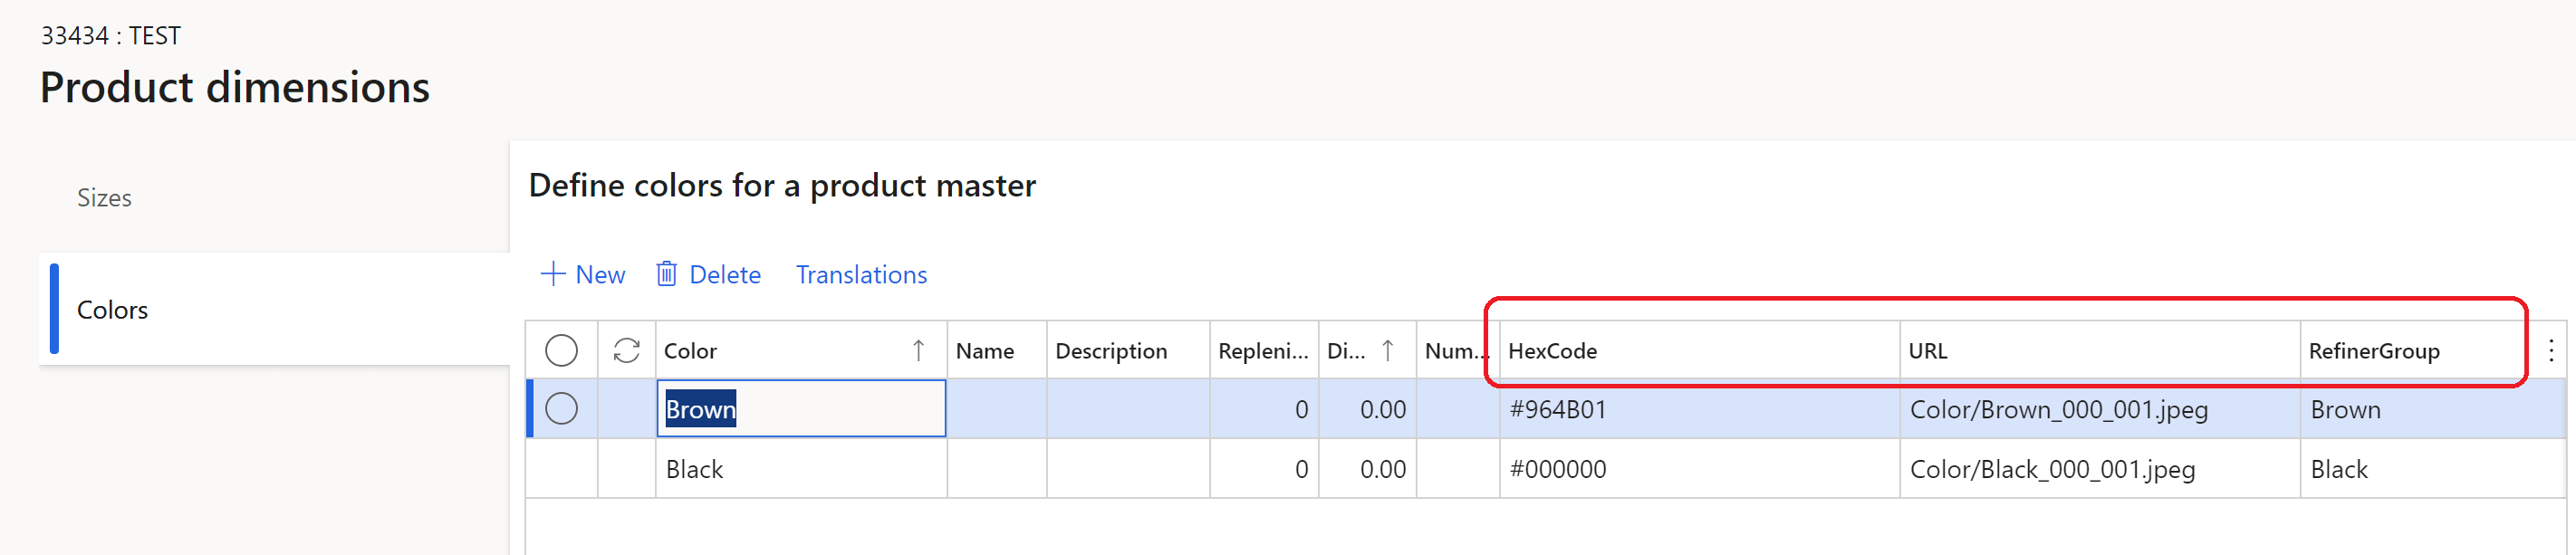 33434 : TEST
Product dimensions
Sizes
Colors
Define colors for a product master
New Delete Translations
Color Name Description Repleni... Di... Num... HexCode URL RefinerGroup
Brown 0 0.00 #964B01 Color/Brown_000_001.jpeg Brown
Black 0 0.00 #000000 Color/Black_000_001.jpeg Black